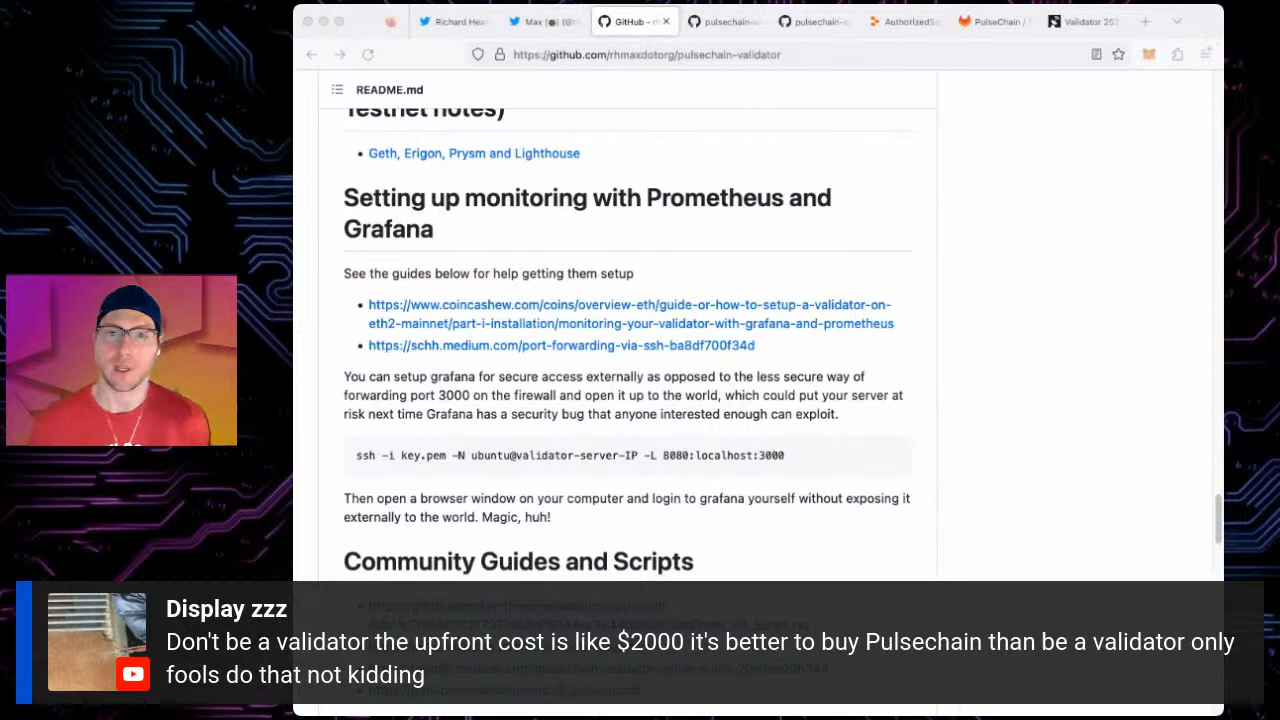 Richard Hear
Max (
GitHub - rh
pulsechain-
pulsechain-
AuthorizedS
PulseChain /
Validator 252
https://github.com/rhmaxdotorg/pulsechain-validator
README.md
Testnet notes)
Geth, Erigon, Prysm and Lighthouse
Setting up monitoring with Prometheus and
Grafana
See the guides below for help getting them setup
https://www.coincashew.com/coins/overview-eth/guide-or-how-to-setup-a-validator-on-
eth2-mainnet/part-i-installation/monitoring-your-validator-with-grafana-and-prometheus
https://schh.medium.com/port-forwarding-via-ssh-ba8df700f34d
You can setup grafana for secure access externally as opposed to the less secure way of
forwarding port 3000 on the firewall and open it up to the world, which could put your server at
risk next time Grafana has a security bug that anyone interested enough can exploit.
ssh -i key.pem -N ubuntu@validator-server-IP -L 8080:localhost:3000
Then open a browser window on your computer and login to grafana yourself without exposing it
externally to the world. Magic, huh!
Community Guides and Scripts
Display zzz
Don't be a validator the upfront cost is like $2000 it's better to buy Pulsechain than be a validator only
fools do that not kidding